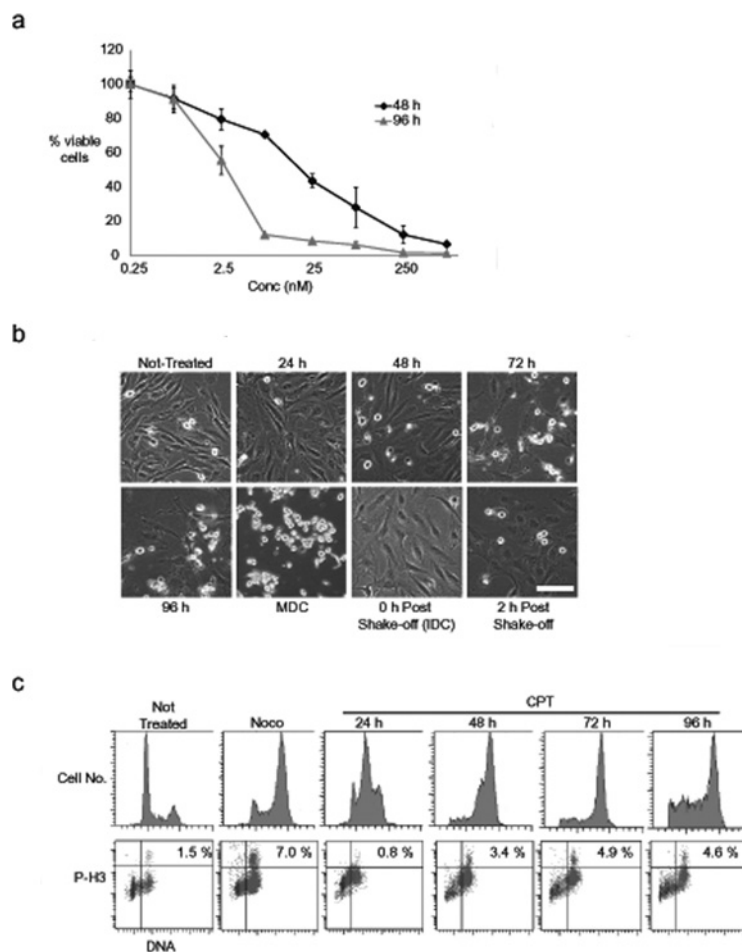 a
120
100
80
60
40
20
0
% viable
cells
48 h
96 h
0.25
2.5
25
250
Conc (nM)
b
Not-Treated
24 h
48 h
72 h
96 h
MDC
0 h Post
Shake-off (IDC)
2 h Post
Shake-off
c
CPT
Not
Treated
Noco
24 h
48 h
72 h
96 h
Cell No.
1.5 %
7.0 %
0.8 %
3.4 %
4.9 %
4.6 %
P-H3
DNA